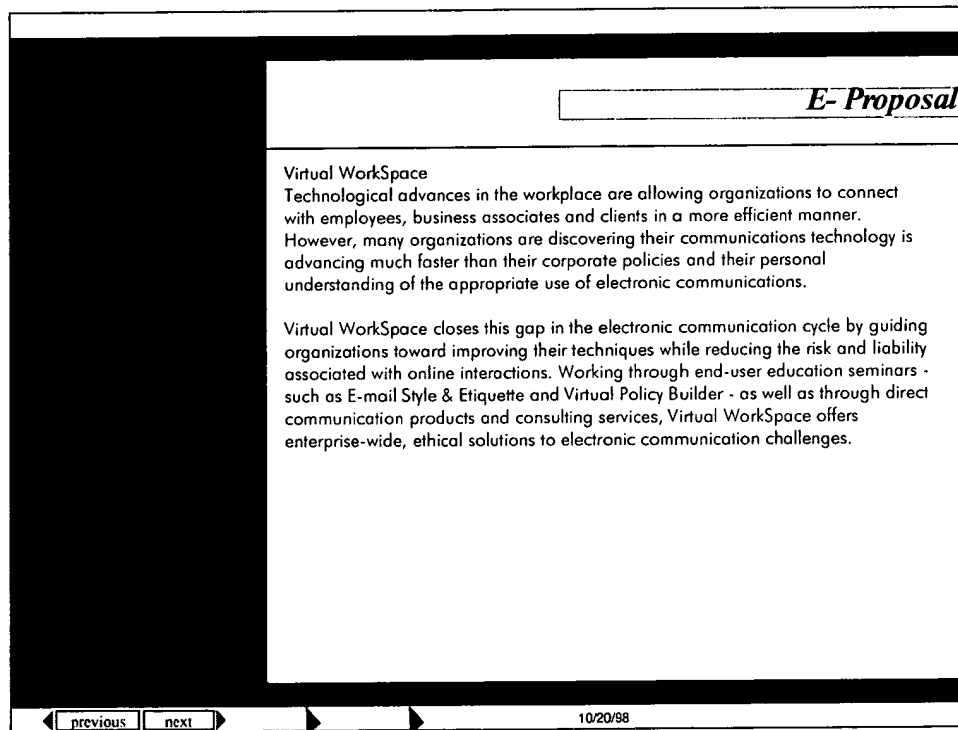 E- Proposal
Virtual WorkSpace
Technological advances in the workplace are allowing organizations to connect
with employees, business associates and clients in a more efficient manner.
However, many organizations are discovering their communications technology is
advancing much faster than their corporate policies and their personal
understanding of the appropriate use of electronic communications.
Virtual WorkSpace closes this gap in the electronic communication cycle by guiding
organizations toward improving their techniques while reducing the risk and liability
associated with online interactions. Working through end-user education seminars -
such as E-mail Style & Etiquette and Virtual Policy Builder - as well as through direct
communication products and consulting services, Virtual WorkSpace offers
enterprise-wide, ethical solutions to electronic communication challenges.
previous next 10/20/98